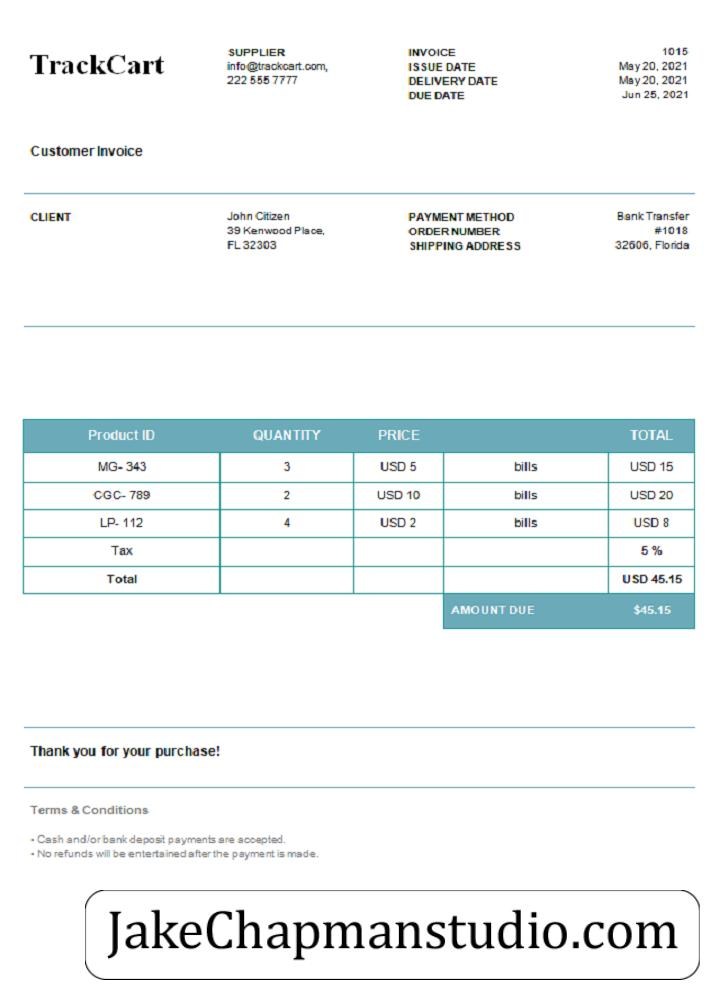 TrackCart
SUPPLIER
info@trackcart.com,
222 555 7777
INVOICE 1015
ISSUE DATE May 20, 2021
DELIVERY DATE May 20, 2021
DUE DATE Jun 25, 2021
Customer Invoice
CLIENT
John Citizen
39 Kenwood Place,
FL 32303
PAYMENT METHOD Bank Transfer
ORDER NUMBER #1018
SHIPPING ADDRESS 32606, Florida
Product ID QUANTITY PRICE TOTAL
MG- 343 3 USD 5 bills USD 15
CGC- 789 2 USD 10 bills USD 20
LP- 112 4 USD 2 bills USD 8
Tax 5 %
Total USD 45.15
AMOUNT DUE $45.15
Thank you for your purchase!
Terms & Conditions
• Cash and/or bank deposit payments are accepted.
• No refunds will be entertained after the payment is made.
JakeChapmanstudio.com